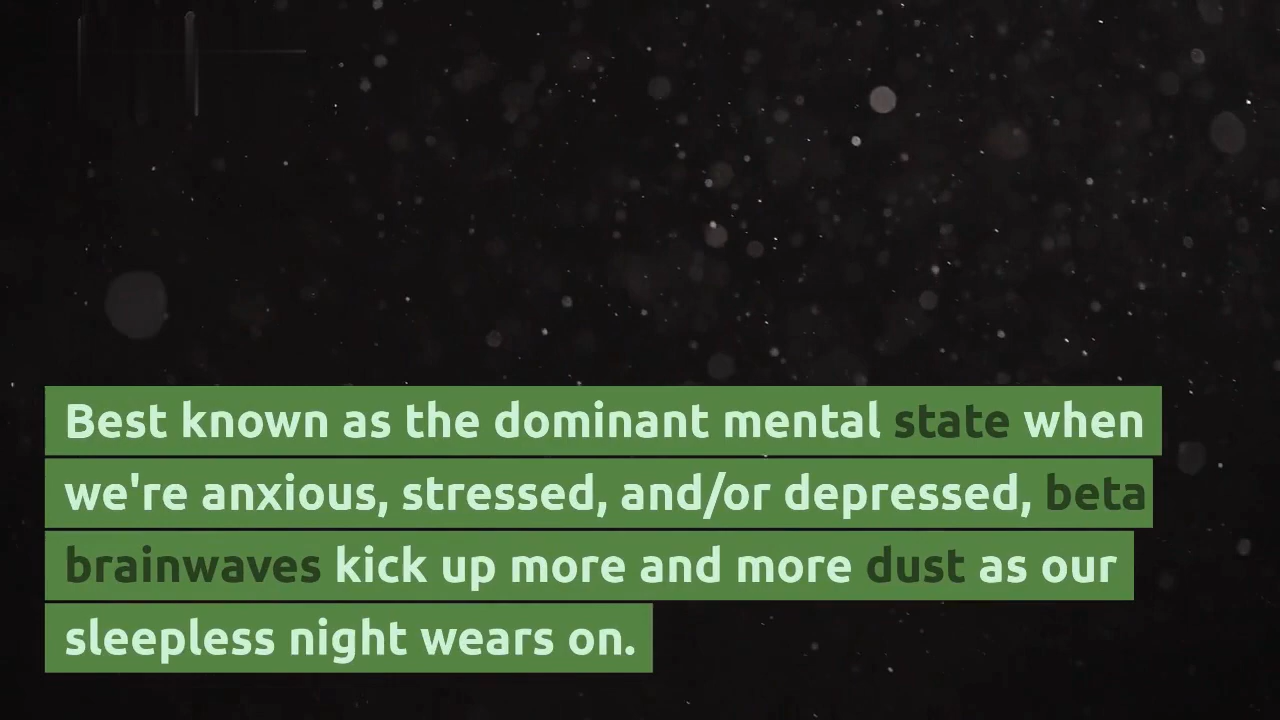 Best known as the dominant mental state when
we're anxious, stressed, and/or depressed, beta
brainwaves kick up more and more dust as our
sleepless night wears on.